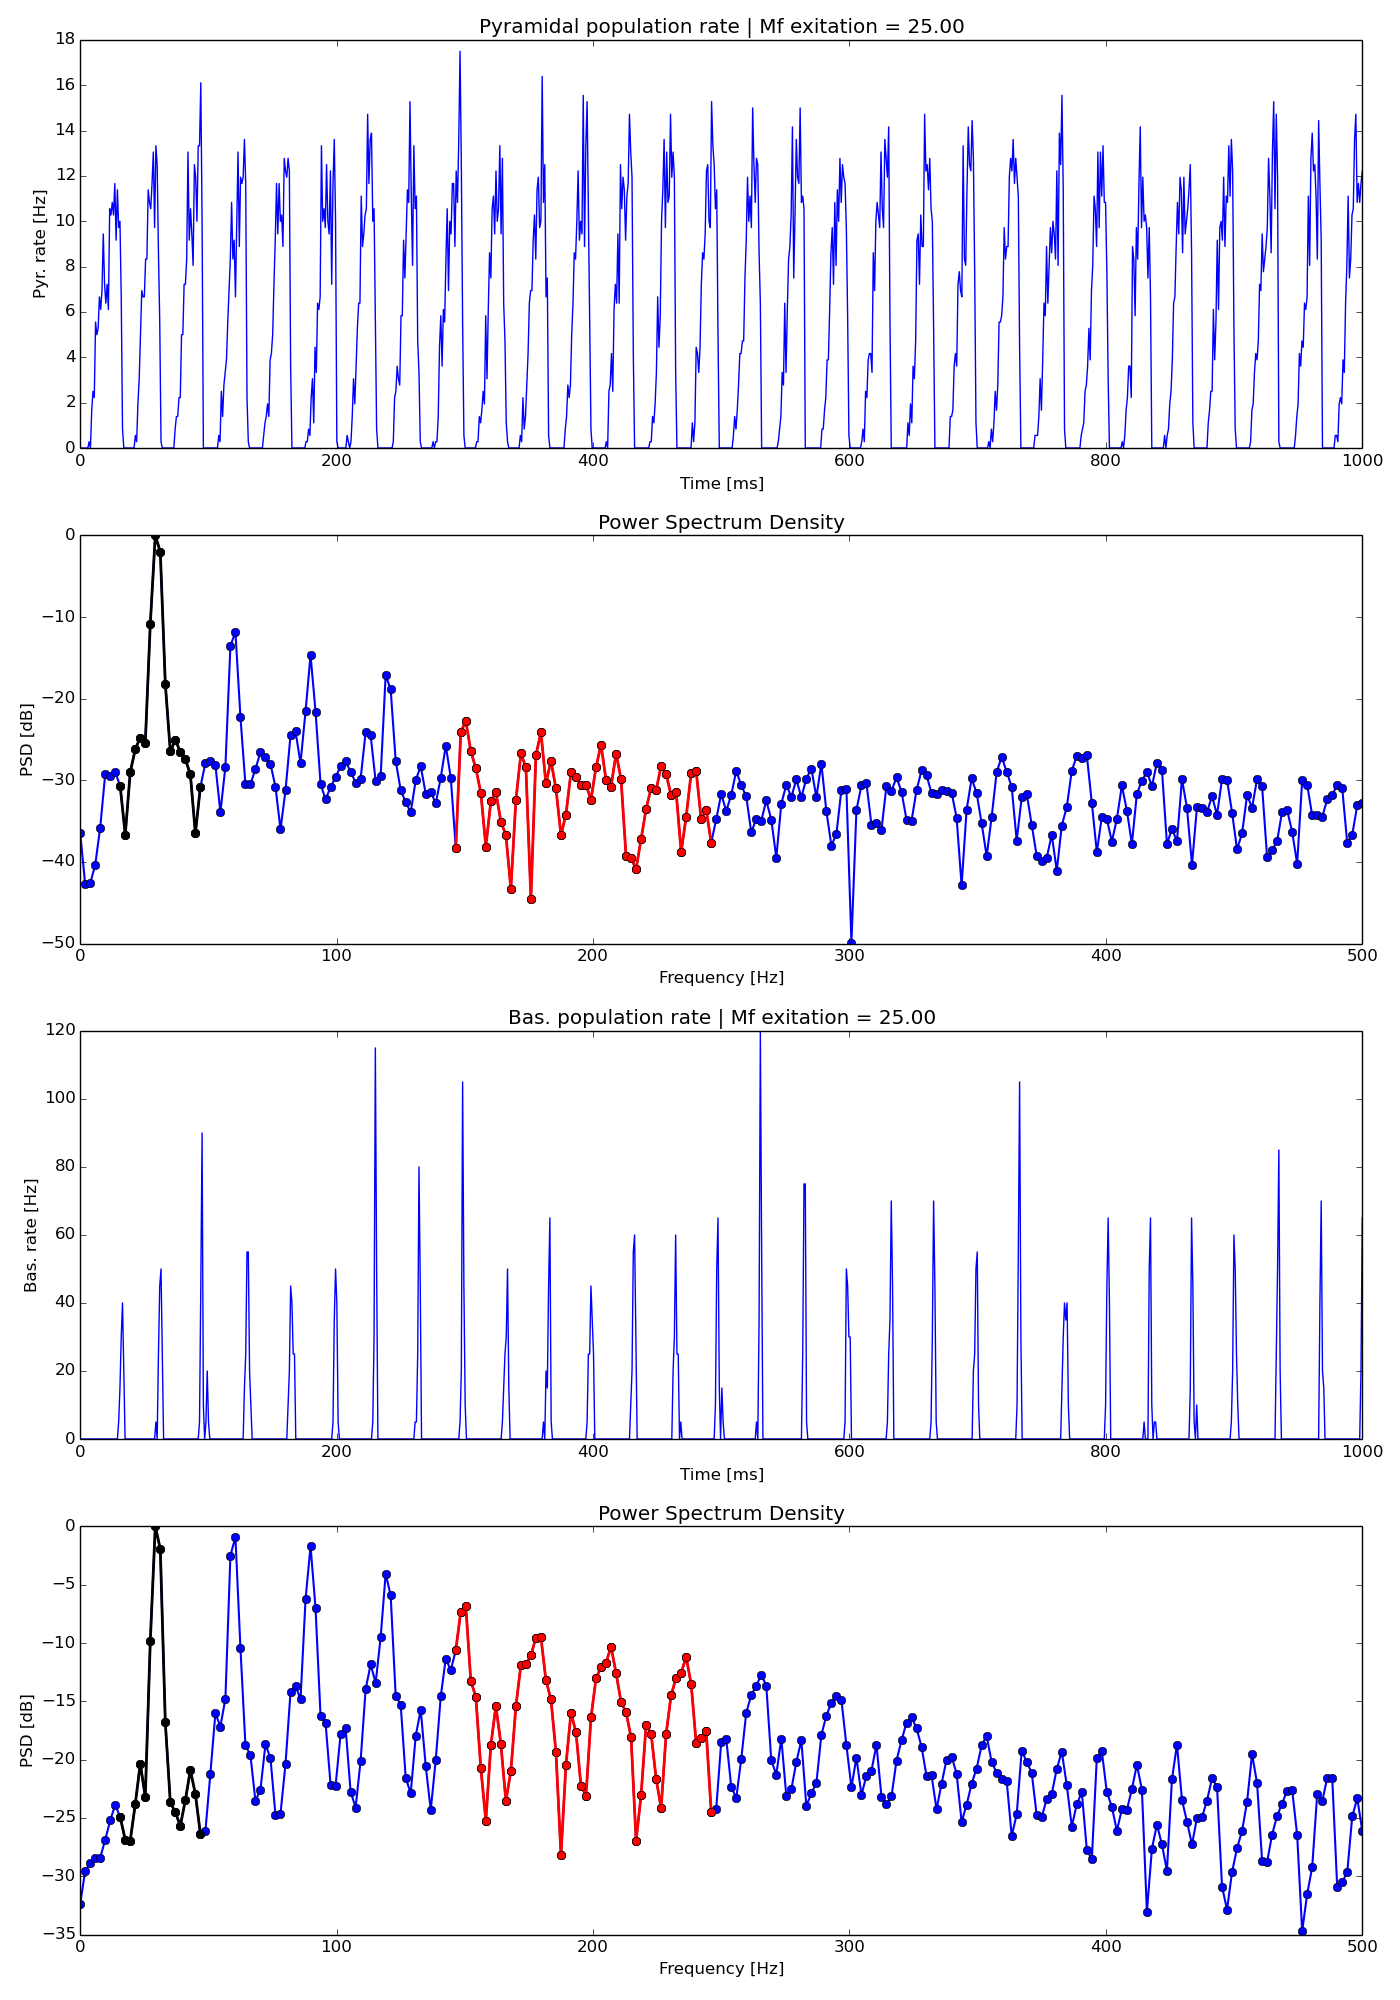 Pyramidal population rate | Mf exitation = 25.00
18
16
14
12
10
8
6
4
2
0
Pyr. rate [Hz]
0 200 400 600 800 1000
Time [ms]
Power Spectrum Density
0
−10
−20
−30
−40
−50
PSD [dB]
0 100 200 300 400 500
Frequency [Hz]
Bas. population rate | Mf exitation = 25.00
120
100
80
60
40
20
0
Bas. rate [Hz]
0 200 400 600 800 1000
Time [ms]
Power Spectrum Density
0
−5
−10
−15
−20
−25
−30
−35
PSD [dB]
0 100 200 300 400 500
Frequency [Hz]